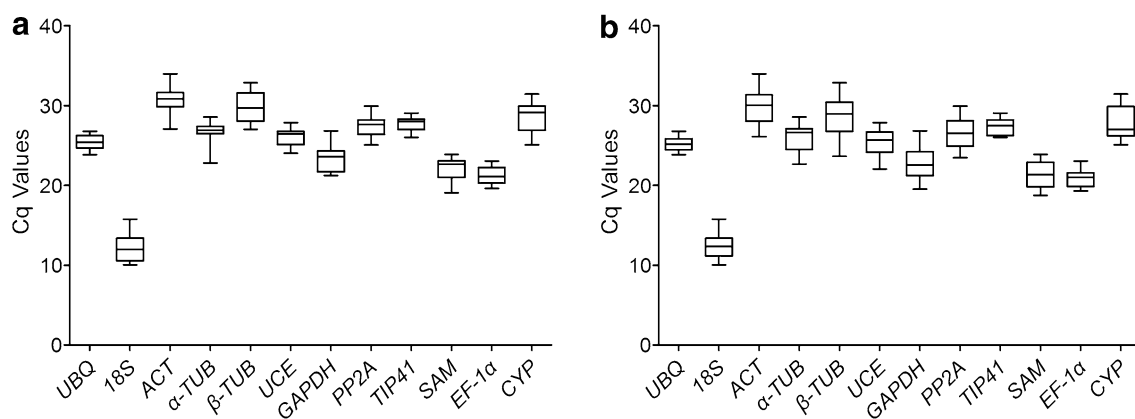 a
40
30
20
10
0
Cq Values
UBQ
18S
ACT
α-TUB
β-TUB
UCE
GAPDH
PP2A
TIP41
SAM
EF-1α
CYP
b
40
30
20
10
0
Cq Values
UBQ
18S
ACT
α-TUB
β-TUB
UCE
GAPDH
PP2A
TIP41
SAM
EF-1α
CYP